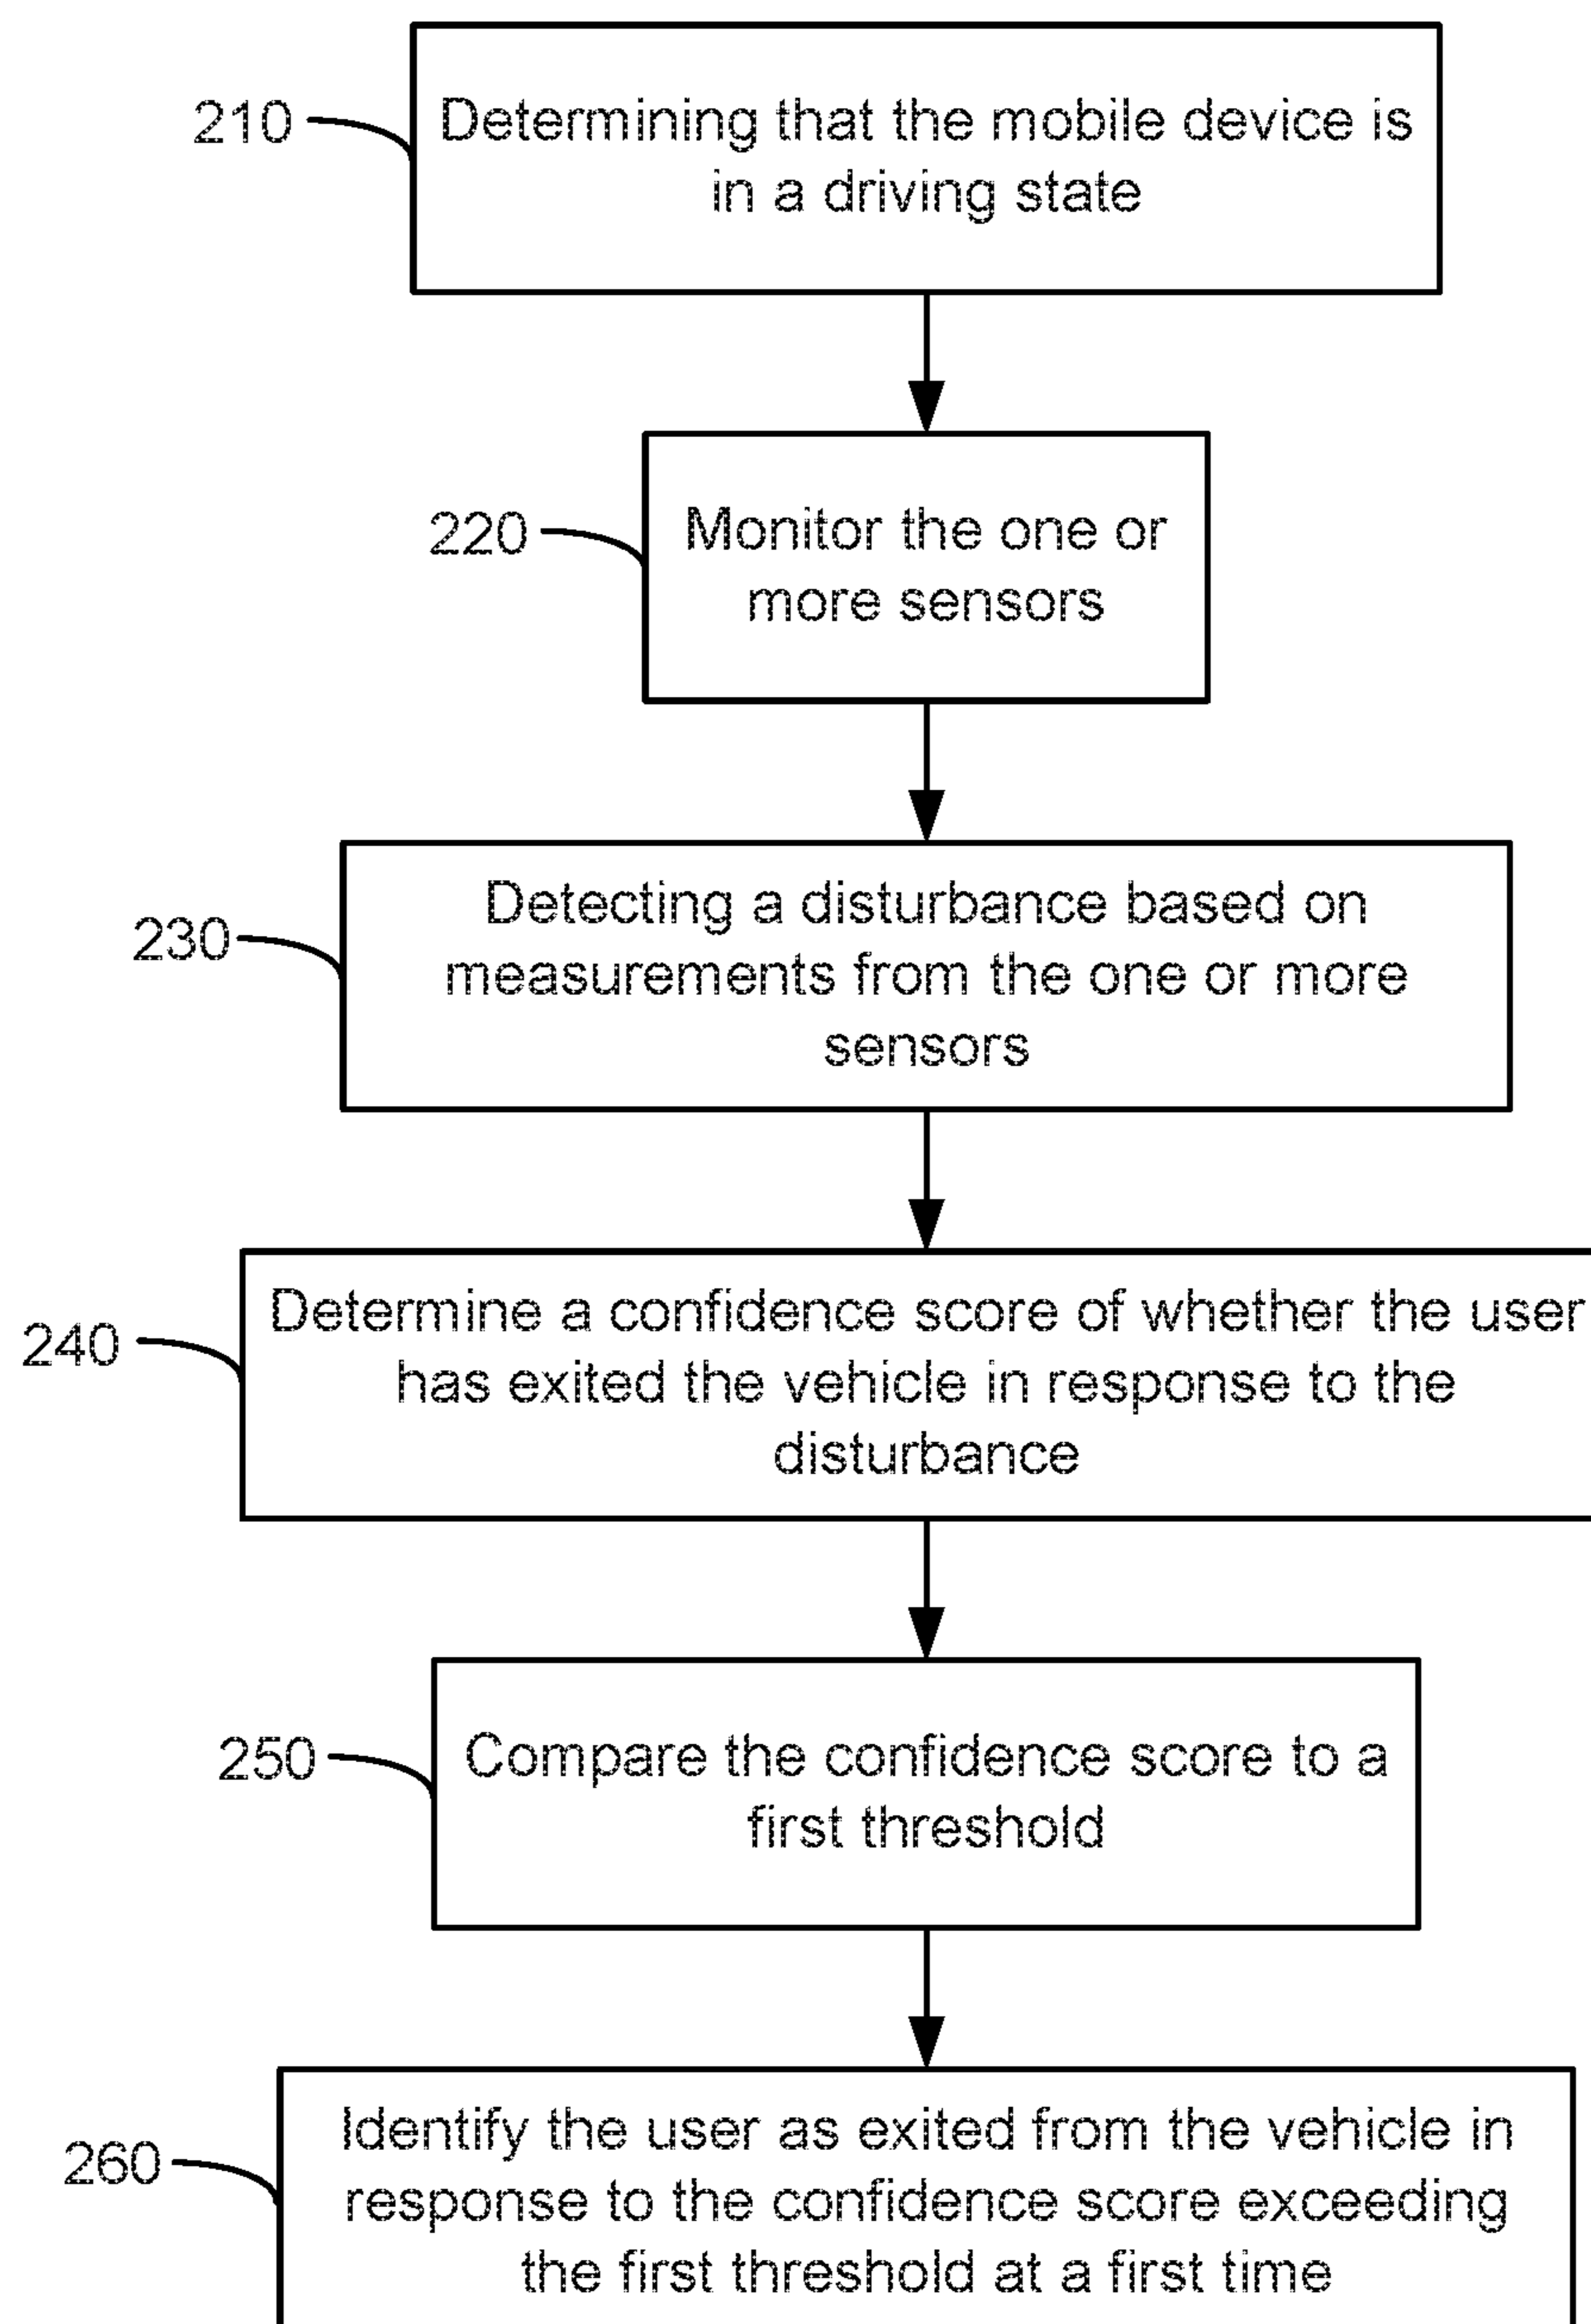 210
Determining that the mobile device is
in a driving state
220
Monitor the one or
more sensors
230
Detecting a disturbance based on
measurements from the one or more
sensors
240
Determine a confidence score of whether the user
has exited the vehicle in response to the
disturbance
250
Compare the confidence score to a
first threshold
260
Identify the user as exited from the vehicle in
response to the confidence score exceeding
the first threshold at a first time